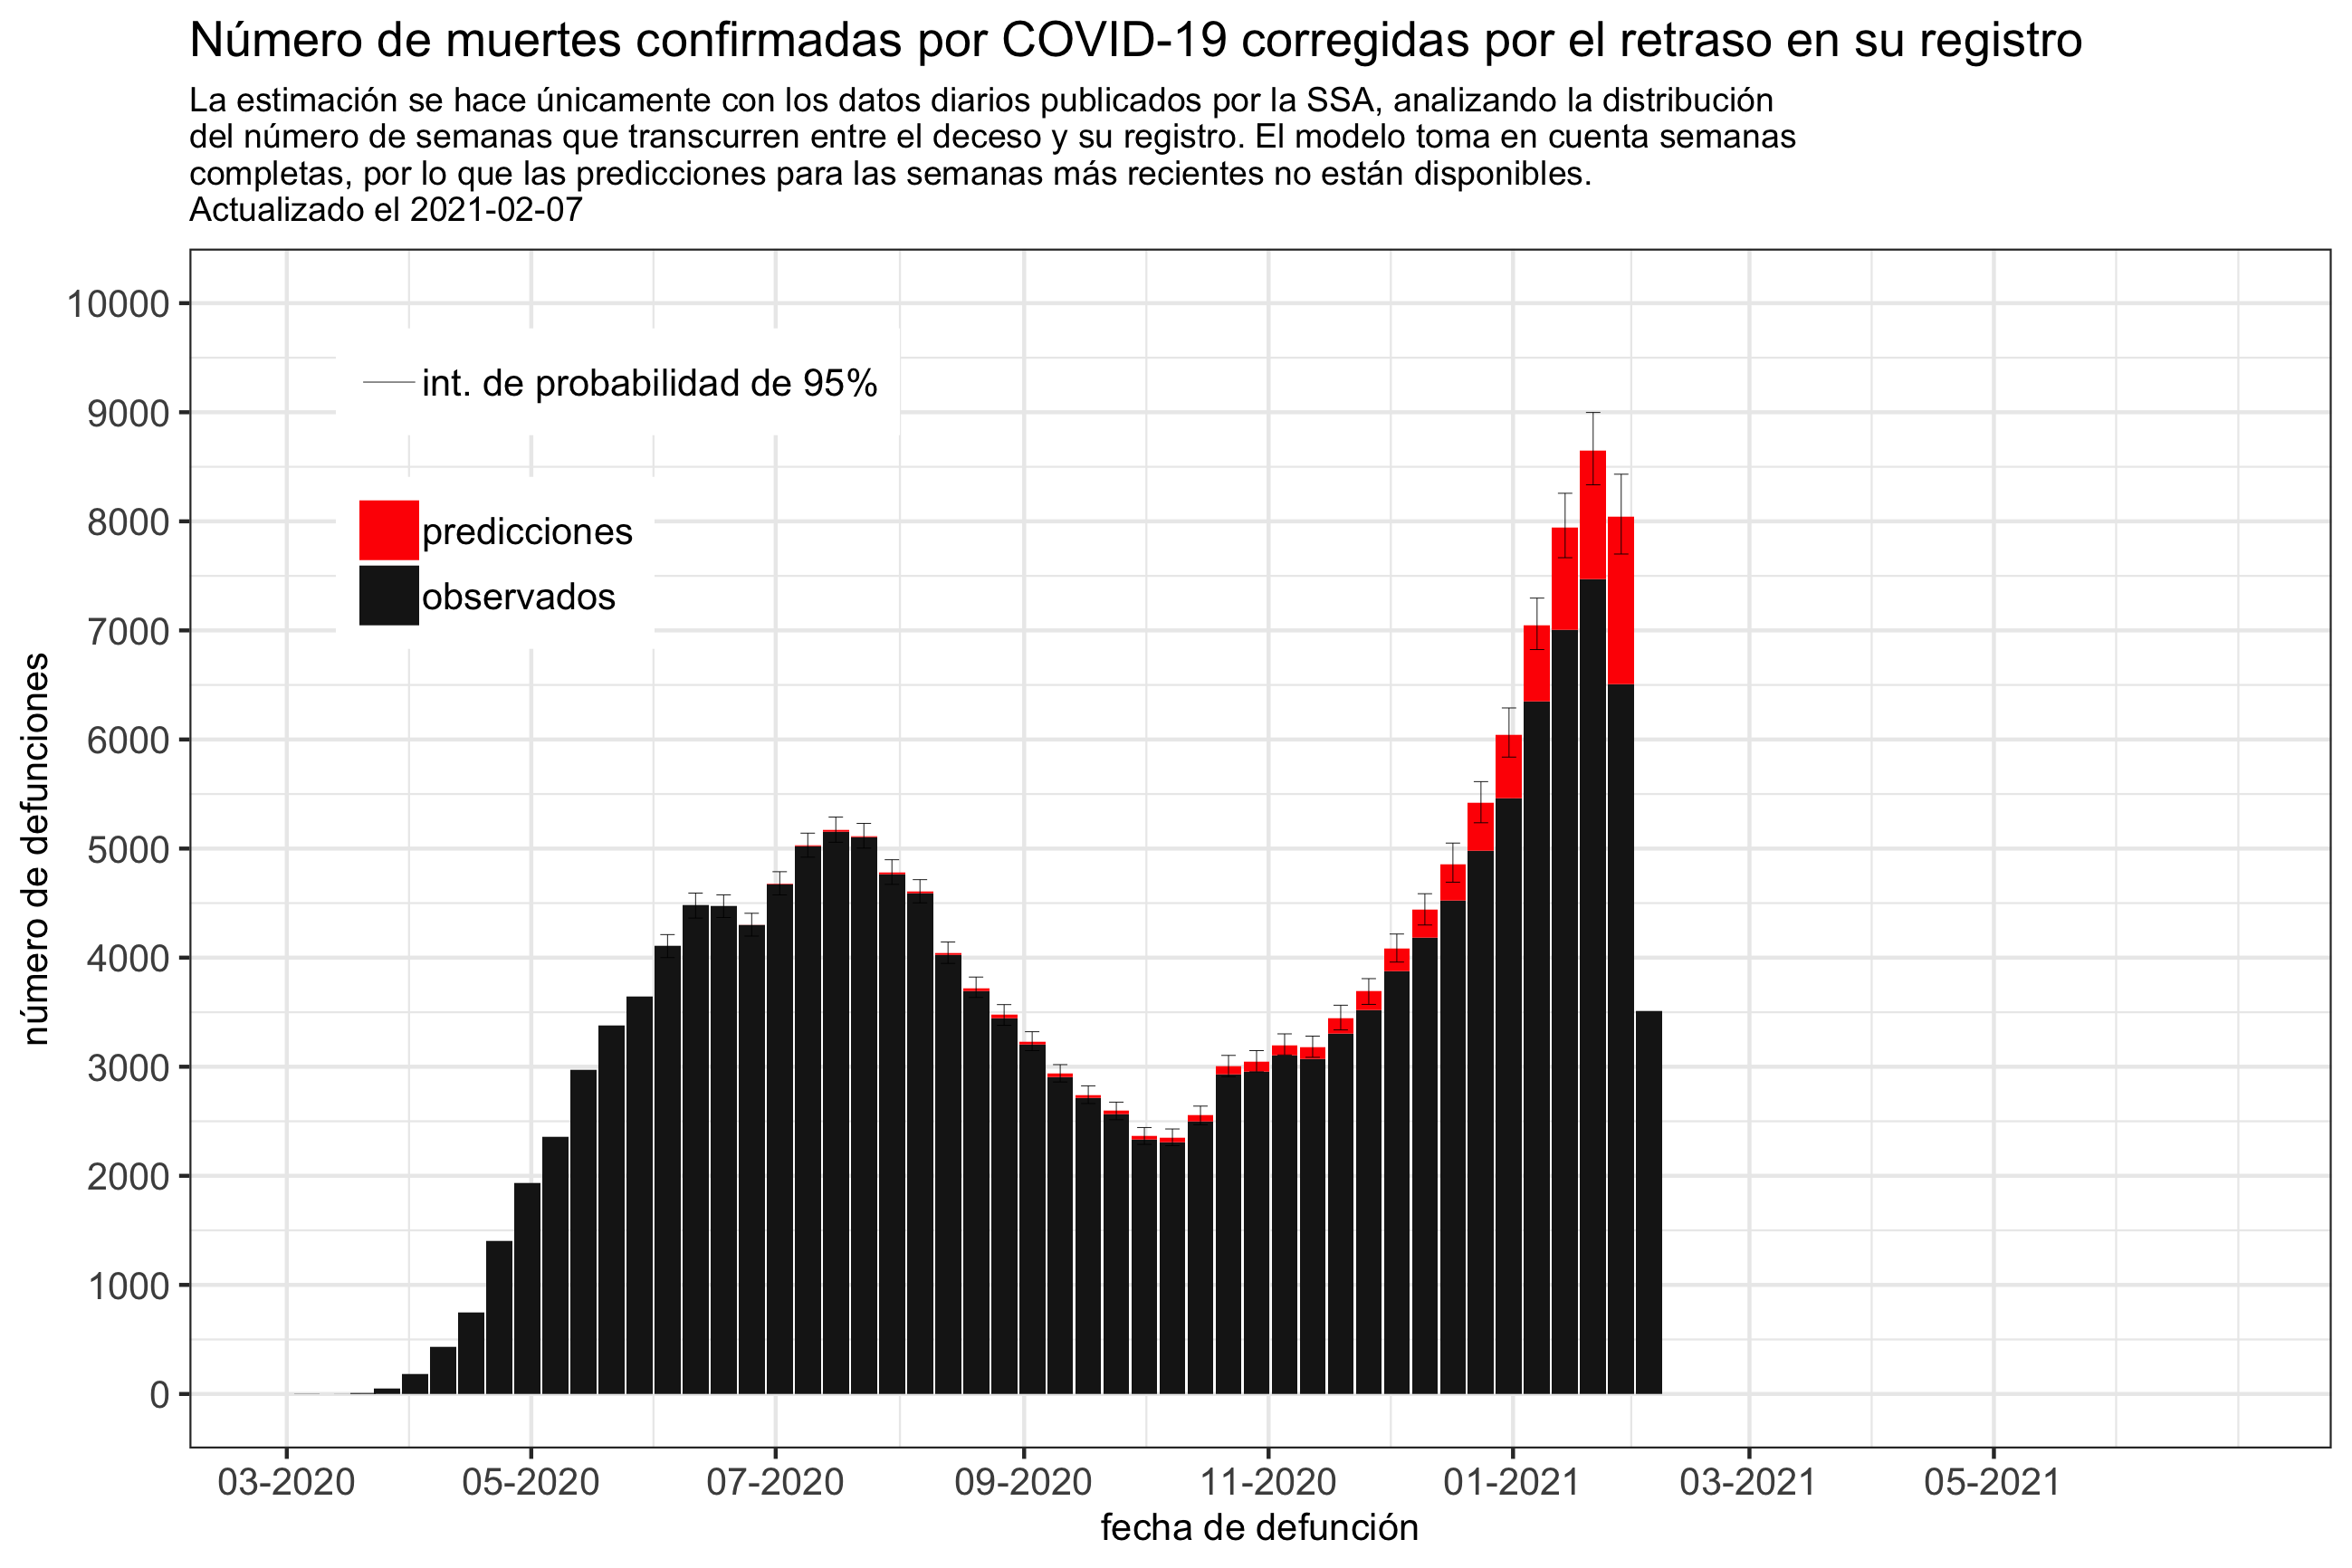 Número de muertes confirmadas por COVID-19 corregidas por el retraso en su registro
La estimación se hace únicamente con los datos diarios publicados por la SSA, analizando la distribución
del número de semanas que transcurren entre el deceso y su registro. El modelo toma en cuenta semanas
completas, por lo que las predicciones para las semanas más recientes no están disponibles.
Actualizado el 2021-02-07
10000
9000
8000
7000
6000
5000
4000
3000
2000
1000
0
número de defunciones
int. de probabilidad de 95%
predicciones
observados
03-2020
05-2020
07-2020
09-2020
11-2020
01-2021
03-2021
05-2021
fecha de defunción